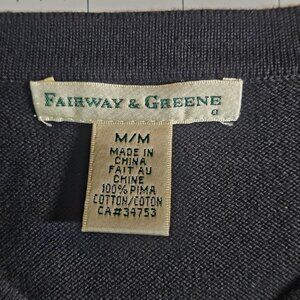 FAIRWAY & GREENE
M/M
MADE IN
CHINA
FAIT AU
CHINE
100% PIMA
COTTON/COTON
CA#34753